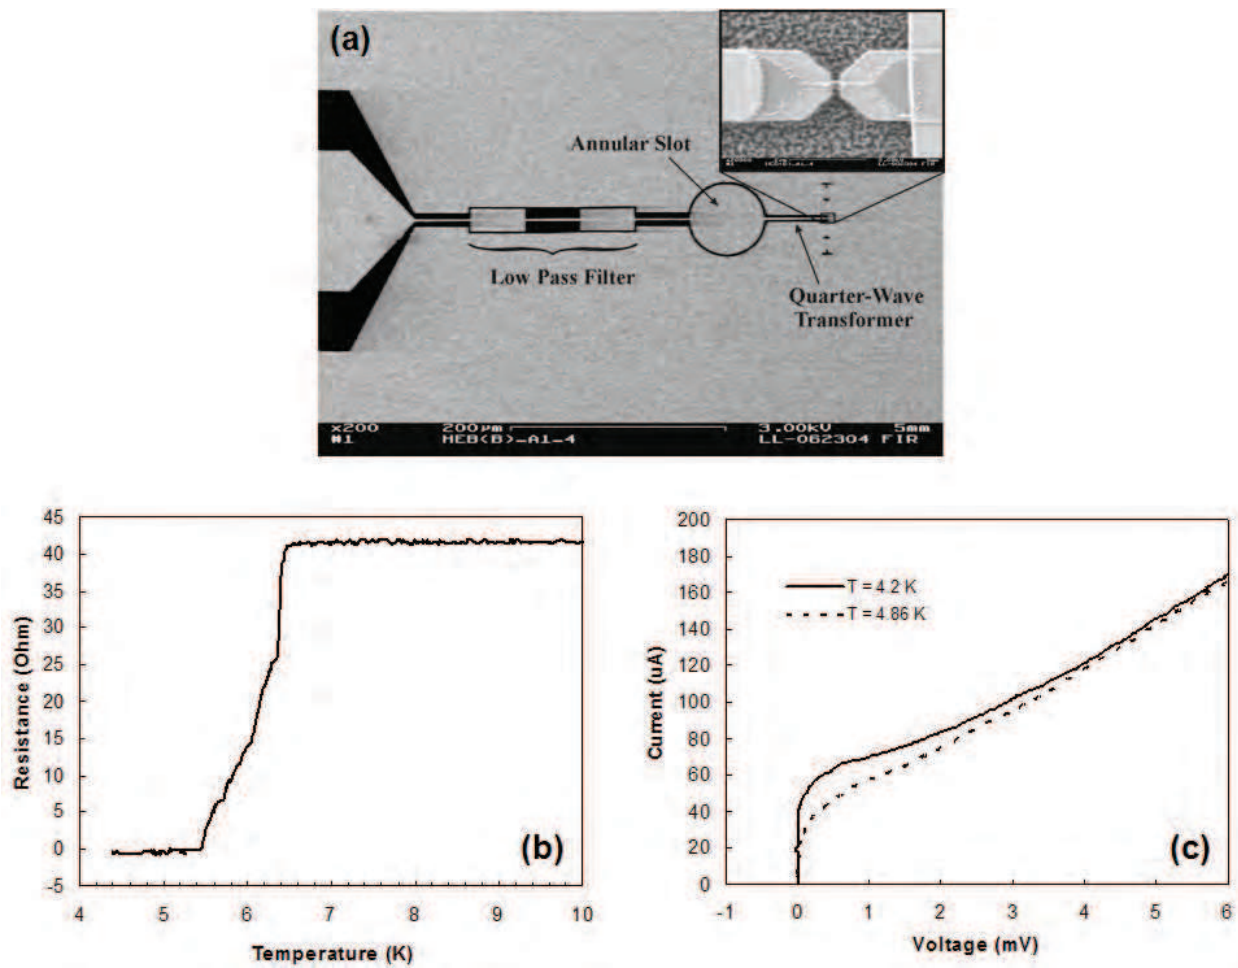 (a)
Annular Slot
Low Pass Filter
Quarter-Wave
Transformer
x200 200µm 3.00kV 5mm
#1 MEB(B)-A1-4 LL-062304 FIR
45
40
35
30
25
20
15
10
5
0
-5
4 5 6 7 8 9 10
Resistance (Ohm)
Temperature (K)
(b)
200
180
160
140
120
100
80
60
40
20
0
-1 0 1 2 3 4 5 6
Current (uA)
Voltage (mV)
T = 4.2 K
T = 4.86 K
(c)